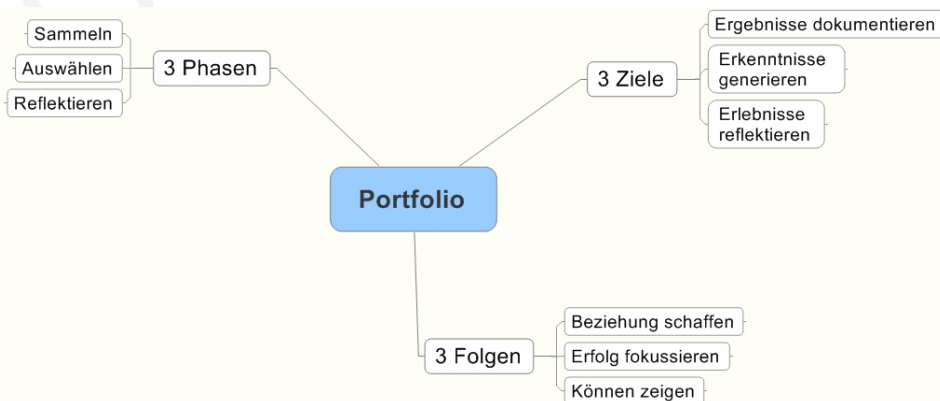 Sammeln
Auswählen
Reflektieren
3 Phasen
Portfolio
3 Ziele
Ergebnisse dokumentieren
Erkenntnisse
generieren
Erlebnisse
reflektieren
3 Folgen
Beziehung schaffen
Erfolg fokussieren
Können zeigen